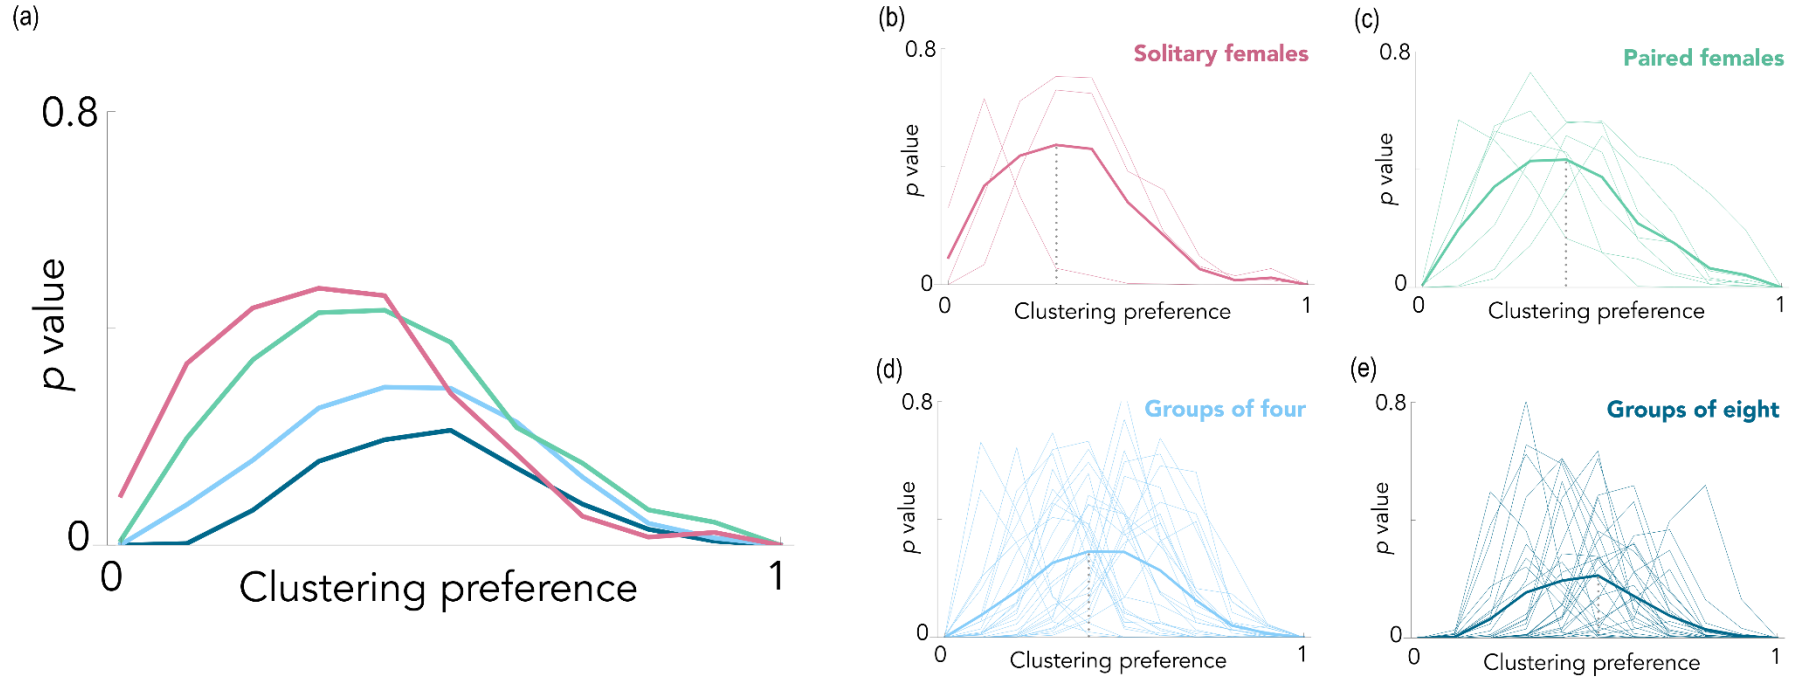 (a)
0.8
p value
0
0
Clustering preference
1
(b)
0.8
Solitary females
p value
0
0
Clustering preference
1
(c)
0.8
Paired females
p value
0
0
Clustering preference
1
(d)
0.8
Groups of four
p value
0
0
Clustering preference
1
(e)
0.8
Groups of eight
p value
0
0
Clustering preference
1